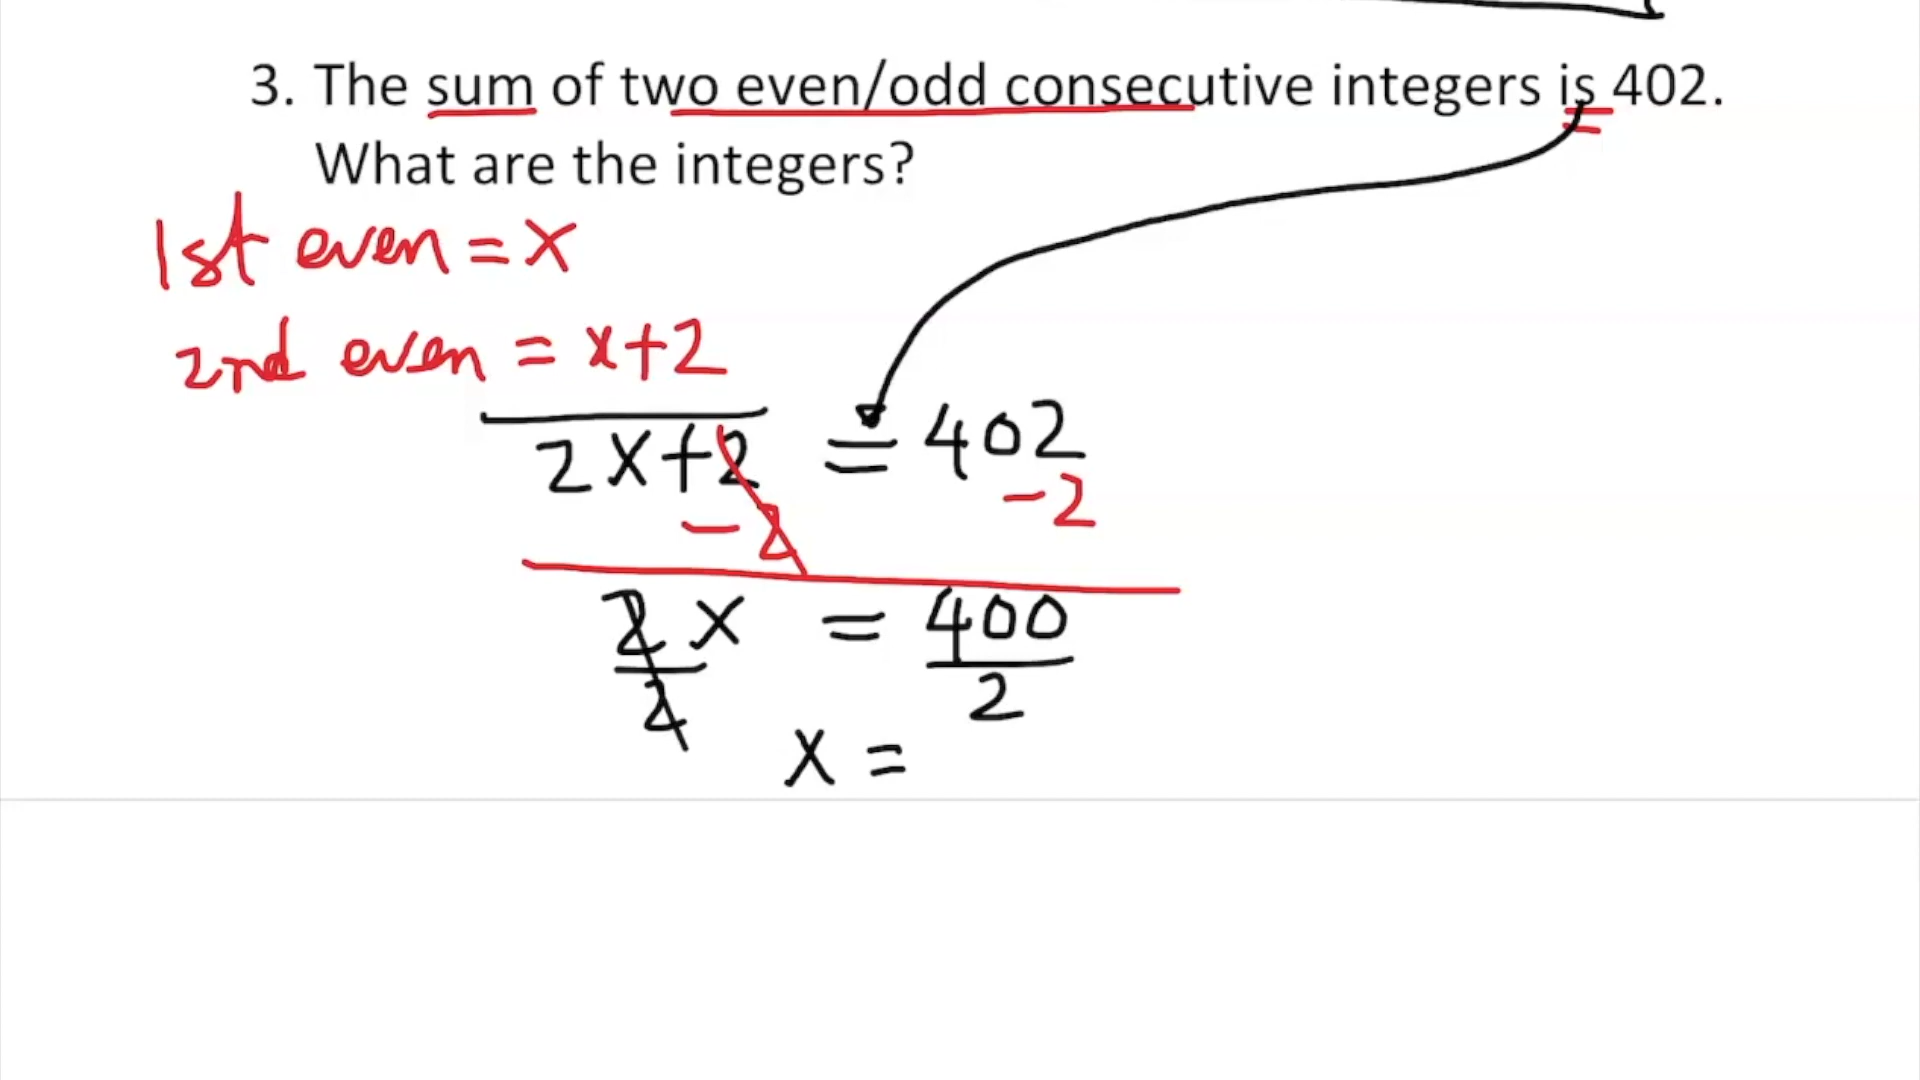 3. The sum of two even/odd consecutive integers is 402.
What are the integers?
1st even = x
2nd even = x+2
2x+2 = 402
-2 -2
2x = 400
2 2
x =